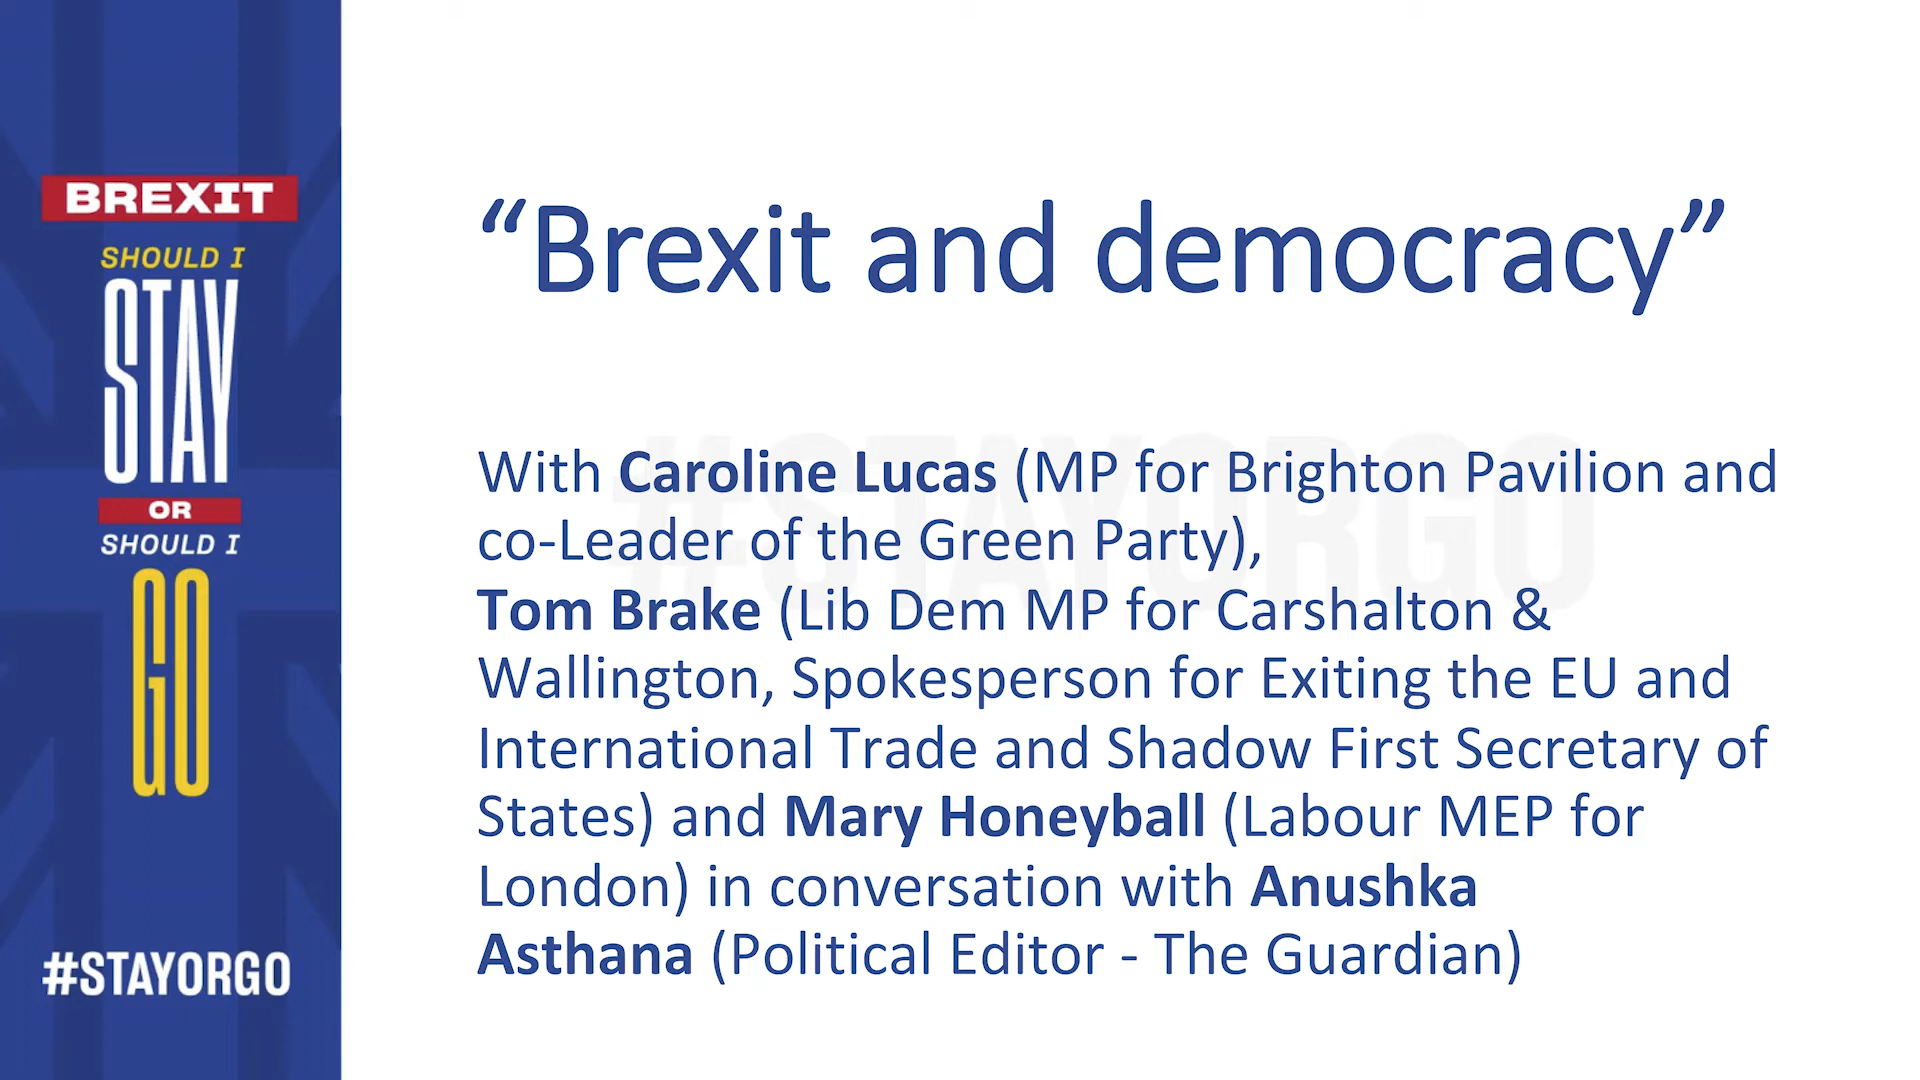 BREXIT
SHOULD I
STAY
OR
SHOULD I
GO
#STAYORGO
“Brexit and democracy”
#STAYORGO
With Caroline Lucas (MP for Brighton Pavilion and
co-Leader of the Green Party),
Tom Brake (Lib Dem MP for Carshalton &
Wallington, Spokesperson for Exiting the EU and
International Trade and Shadow First Secretary of
States) and Mary Honeyball (Labour MEP for
London) in conversation with Anushka
Asthana (Political Editor - The Guardian)